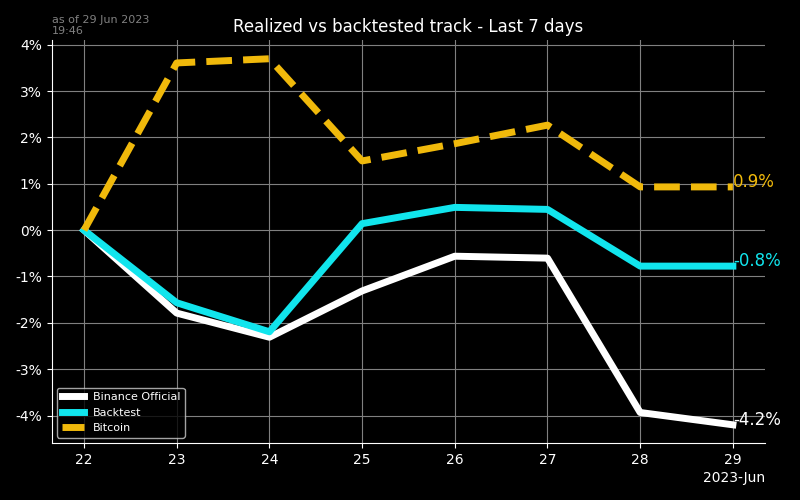 as of 29 Jun 2023
19:46
Realized vs backtested track - Last 7 days
4%
3%
2%
1%
0%
-1%
-2%
-3%
-4%
0.9%
-0.8%
-4.2%
Binance Official
Backtest
Bitcoin
22 23 24 25 26 27 28 29
2023-Jun